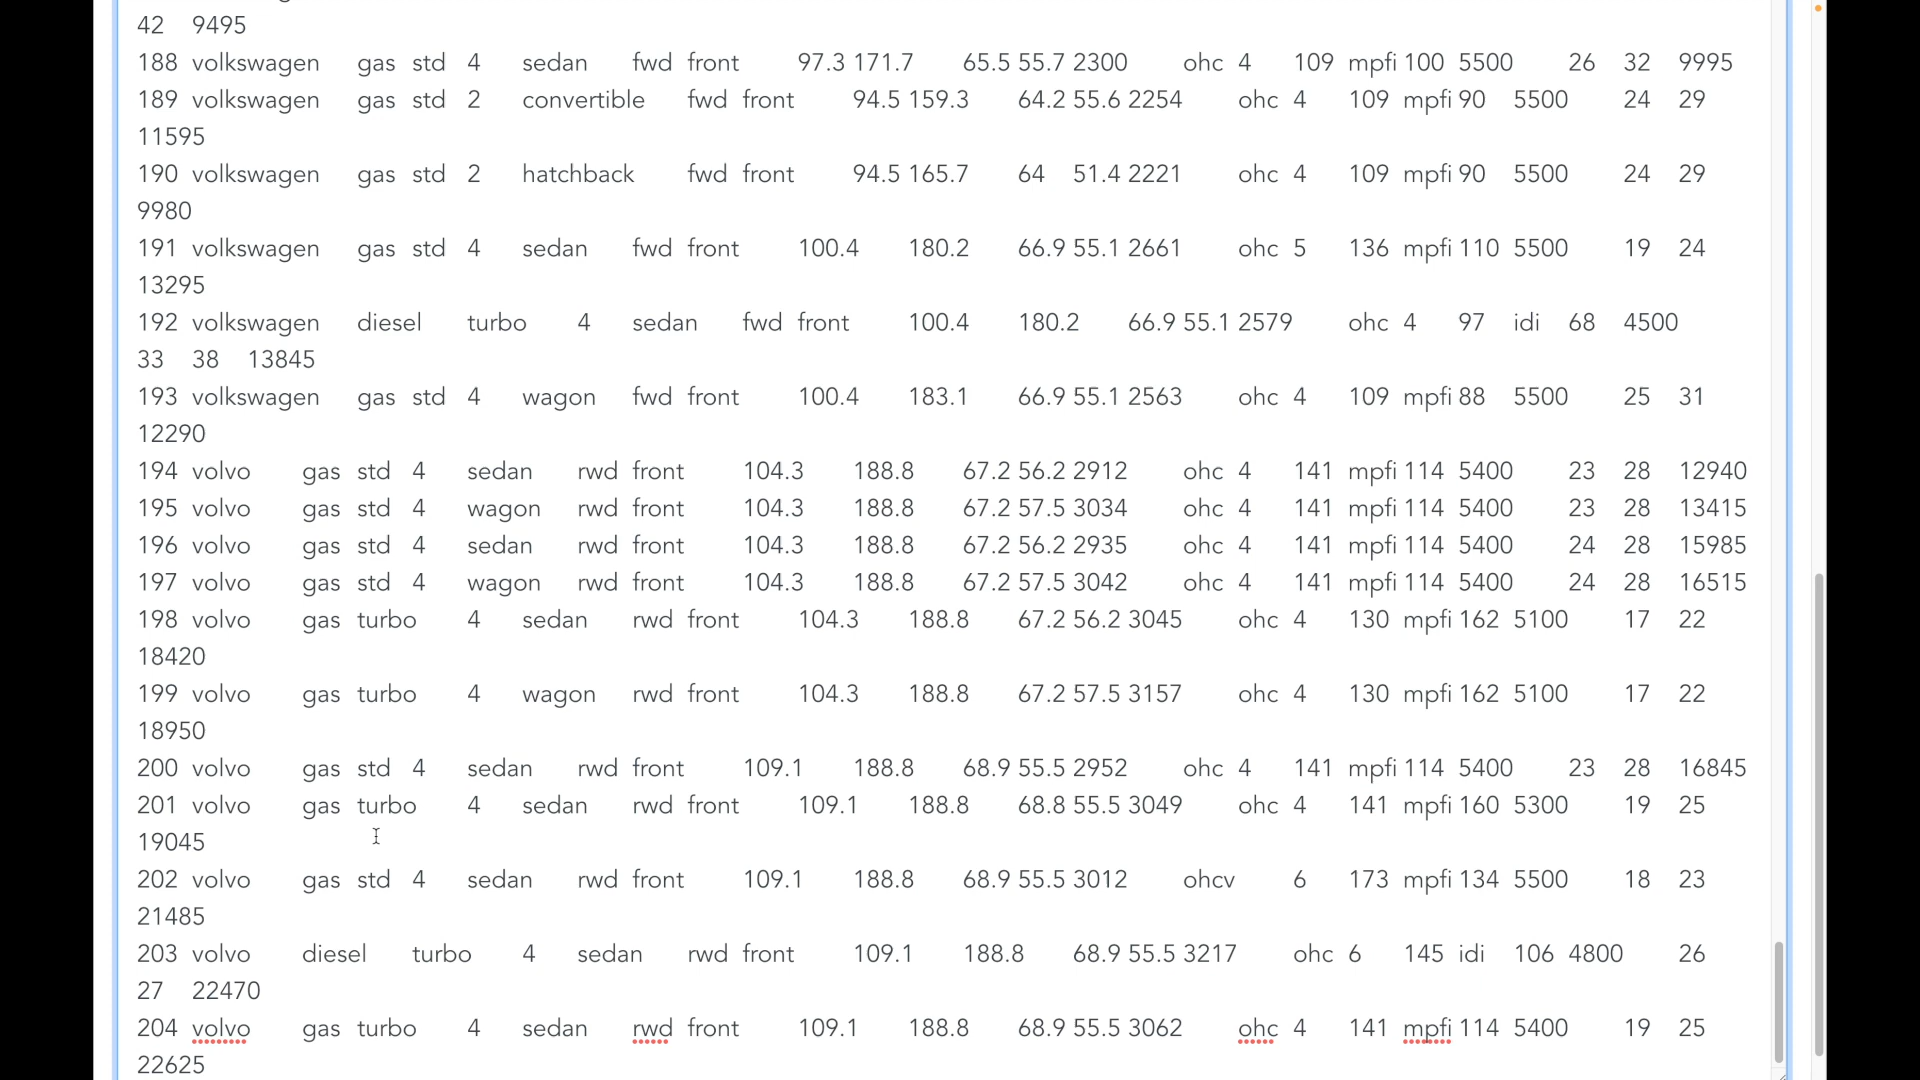 42 9495
188 volkswagen gas std 4 sedan fwd front 97.3 171.7 65.5 55.7 2300 ohc 4 109 mpfi 100 5500 26 32 9995
189 volkswagen gas std 2 convertible fwd front 94.5 159.3 64.2 55.6 2254 ohc 4 109 mpfi 90 5500 24 29
11595
190 volkswagen gas std 2 hatchback fwd front 94.5 165.7 64 51.4 2221 ohc 4 109 mpfi 90 5500 24 29
9980
191 volkswagen gas std 4 sedan fwd front 100.4 180.2 66.9 55.1 2661 ohc 5 136 mpfi 110 5500 19 24
13295
192 volkswagen diesel turbo 4 sedan fwd front 100.4 180.2 66.9 55.1 2579 ohc 4 97 idi 68 4500
33 38 13845
193 volkswagen gas std 4 wagon fwd front 100.4 183.1 66.9 55.1 2563 ohc 4 109 mpfi 88 5500 25 31
12290
194 volvo gas std 4 sedan rwd front 104.3 188.8 67.2 56.2 2912 ohc 4 141 mpfi 114 5400 23 28 12940
195 volvo gas std 4 wagon rwd front 104.3 188.8 67.2 57.5 3034 ohc 4 141 mpfi 114 5400 23 28 13415
196 volvo gas std 4 sedan rwd front 104.3 188.8 67.2 56.2 2935 ohc 4 141 mpfi 114 5400 24 28 15985
197 volvo gas std 4 wagon rwd front 104.3 188.8 67.2 57.5 3042 ohc 4 141 mpfi 114 5400 24 28 16515
198 volvo gas turbo 4 sedan rwd front 104.3 188.8 67.2 56.2 3045 ohc 4 130 mpfi 162 5100 17 22
18420
199 volvo gas turbo 4 wagon rwd front 104.3 188.8 67.2 57.5 3157 ohc 4 130 mpfi 162 5100 17 22
18950
200 volvo gas std 4 sedan rwd front 109.1 188.8 68.9 55.5 2952 ohc 4 141 mpfi 114 5400 23 28 16845
201 volvo gas turbo 4 sedan rwd front 109.1 188.8 68.8 55.5 3049 ohc 4 141 mpfi 160 5300 19 25
19045
202 volvo gas std 4 sedan rwd front 109.1 188.8 68.9 55.5 3012 ohcv 6 173 mpfi 134 5500 18 23
21485
203 volvo diesel turbo 4 sedan rwd front 109.1 188.8 68.9 55.5 3217 ohc 6 145 idi 106 4800 26
27 22470
204 volvo gas turbo 4 sedan rwd front 109.1 188.8 68.9 55.5 3062 ohc 4 141 mpfi 114 5400 19 25
22625